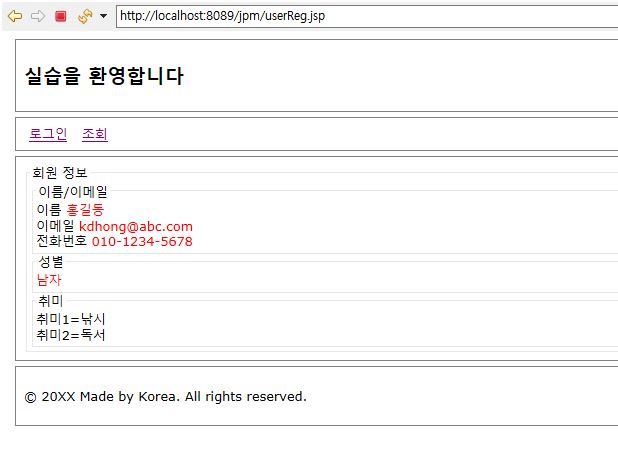 http://localhost:8089/jpm/userReg.jsp
실습을 환영합니다
로그인 조회
회원 정보
이름/이메일
이름 홍길동
이메일 kdhong@abc.com
전화번호 010-1234-5678
성별
남자
취미
취미1=낚시
취미2=독서
© 20XX Made by Korea. All rights reserved.